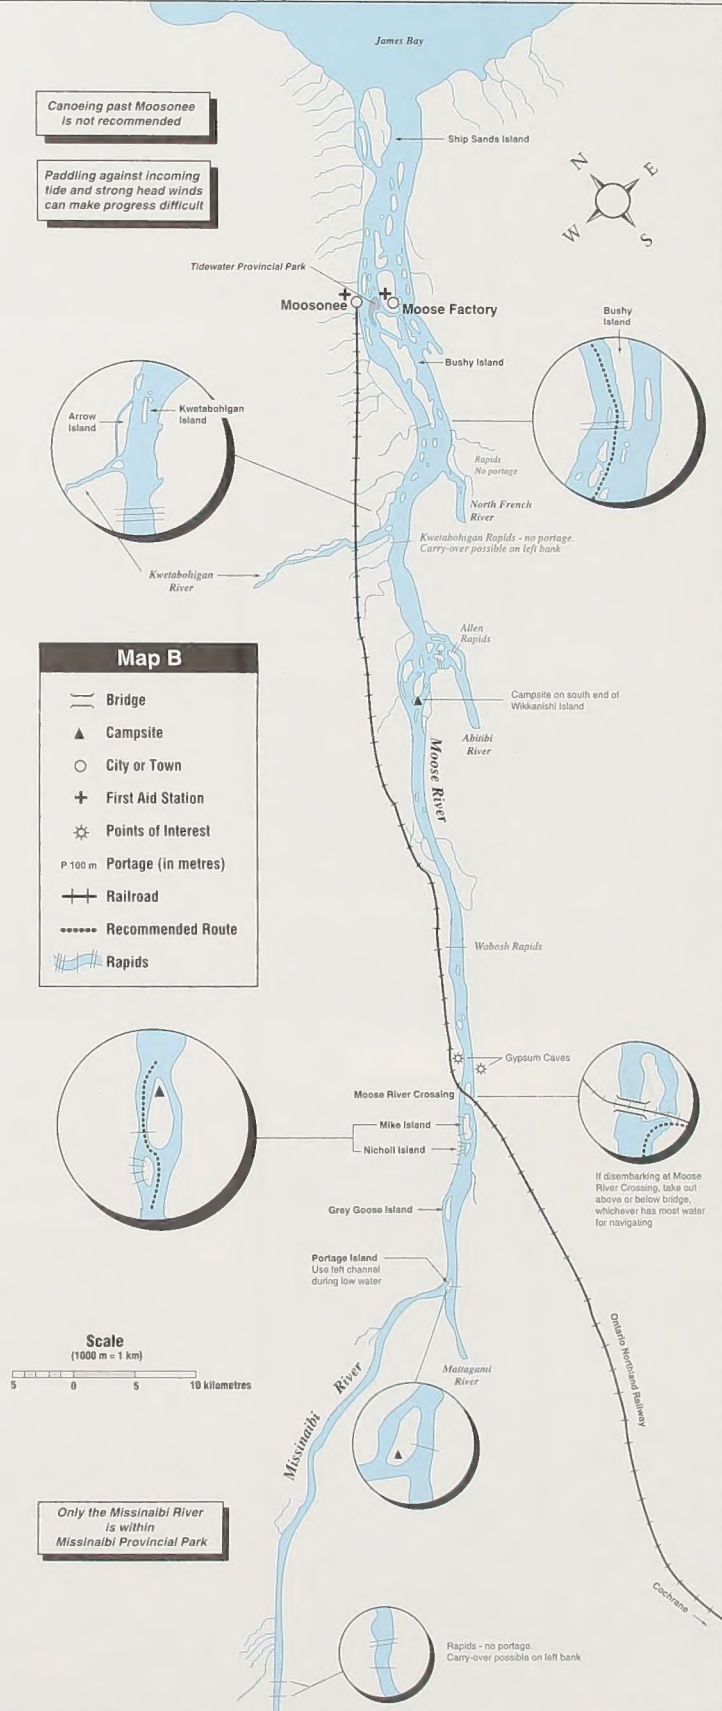 James Bay
Canoeing past Moosonee
is not recommended
Ship Sands Island
Paddling against incoming
tide and strong head winds
can make progress difficult
N
E
W
S
Tidewater Provincial Park
Moosonee
Moose Factory
Bushy
Island
Bushy Island
Arrow
Island
Kwetabohigan
Island
Rapids
No portage
North French
River
Kwetabohigan Rapids - no portage.
Carry-over possible on left bank
Kwetabohigan
River
Allen
Rapids
Map B
Bridge
Campsite
City or Town
First Aid Station
Points of Interest
P 100 m Portage (in metres)
Railroad
Recommended Route
Rapids
Campsite on south end of
Wikkanishi Island
Abitibi
River
Moose River
Wabosh Rapids
Gypsum Caves
Moose River Crossing
Mike Island
Nicholl Island
If disembarking at Moose
River Crossing, take out
above or below bridge,
whichever has most water
for navigating
Grey Goose Island
Portage Island
Use left channel
during low water
Ontario Northland Railway
Scale
(1000 m = 1 km)
5 0 5 10 kilometres
Mattagami
River
Missinaibi River
Only the Missinaibi River
is within
Missinaibi Provincial Park
Cochrane
Rapids - no portage.
Carry-over possible on left bank